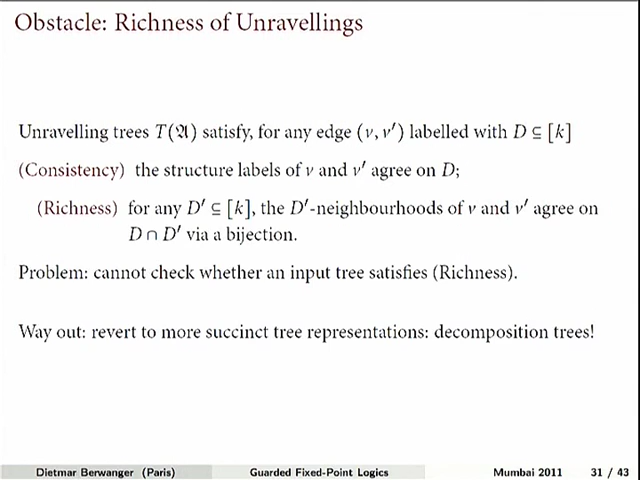 Obstacle: Richness of Unravellings
Unravelling trees T(𝔄) satisfy, for any edge (ν, ν′) labelled with D ⊆ [k]
(Consistency) the structure labels of ν and ν′ agree on D;
(Richness) for any D′ ⊆ [k], the D′-neighbourhoods of ν and ν′ agree on
D ∩ D′ via a bijection.
Problem: cannot check whether an input tree satisfies (Richness).
Way out: revert to more succinct tree representations: decomposition trees!
Dietmar Berwanger (Paris) Guarded Fixed-Point Logics Mumbai 2011 31 / 43